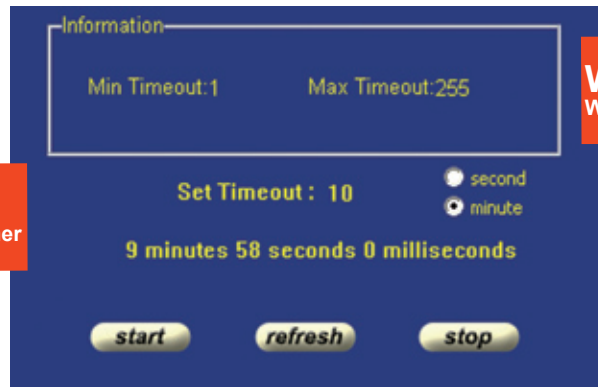 Information
Min Timeout:1 Max Timeout:255
Set Timeout : 10
second
minute
9 minutes 58 seconds 0 milliseconds
start refresh stop